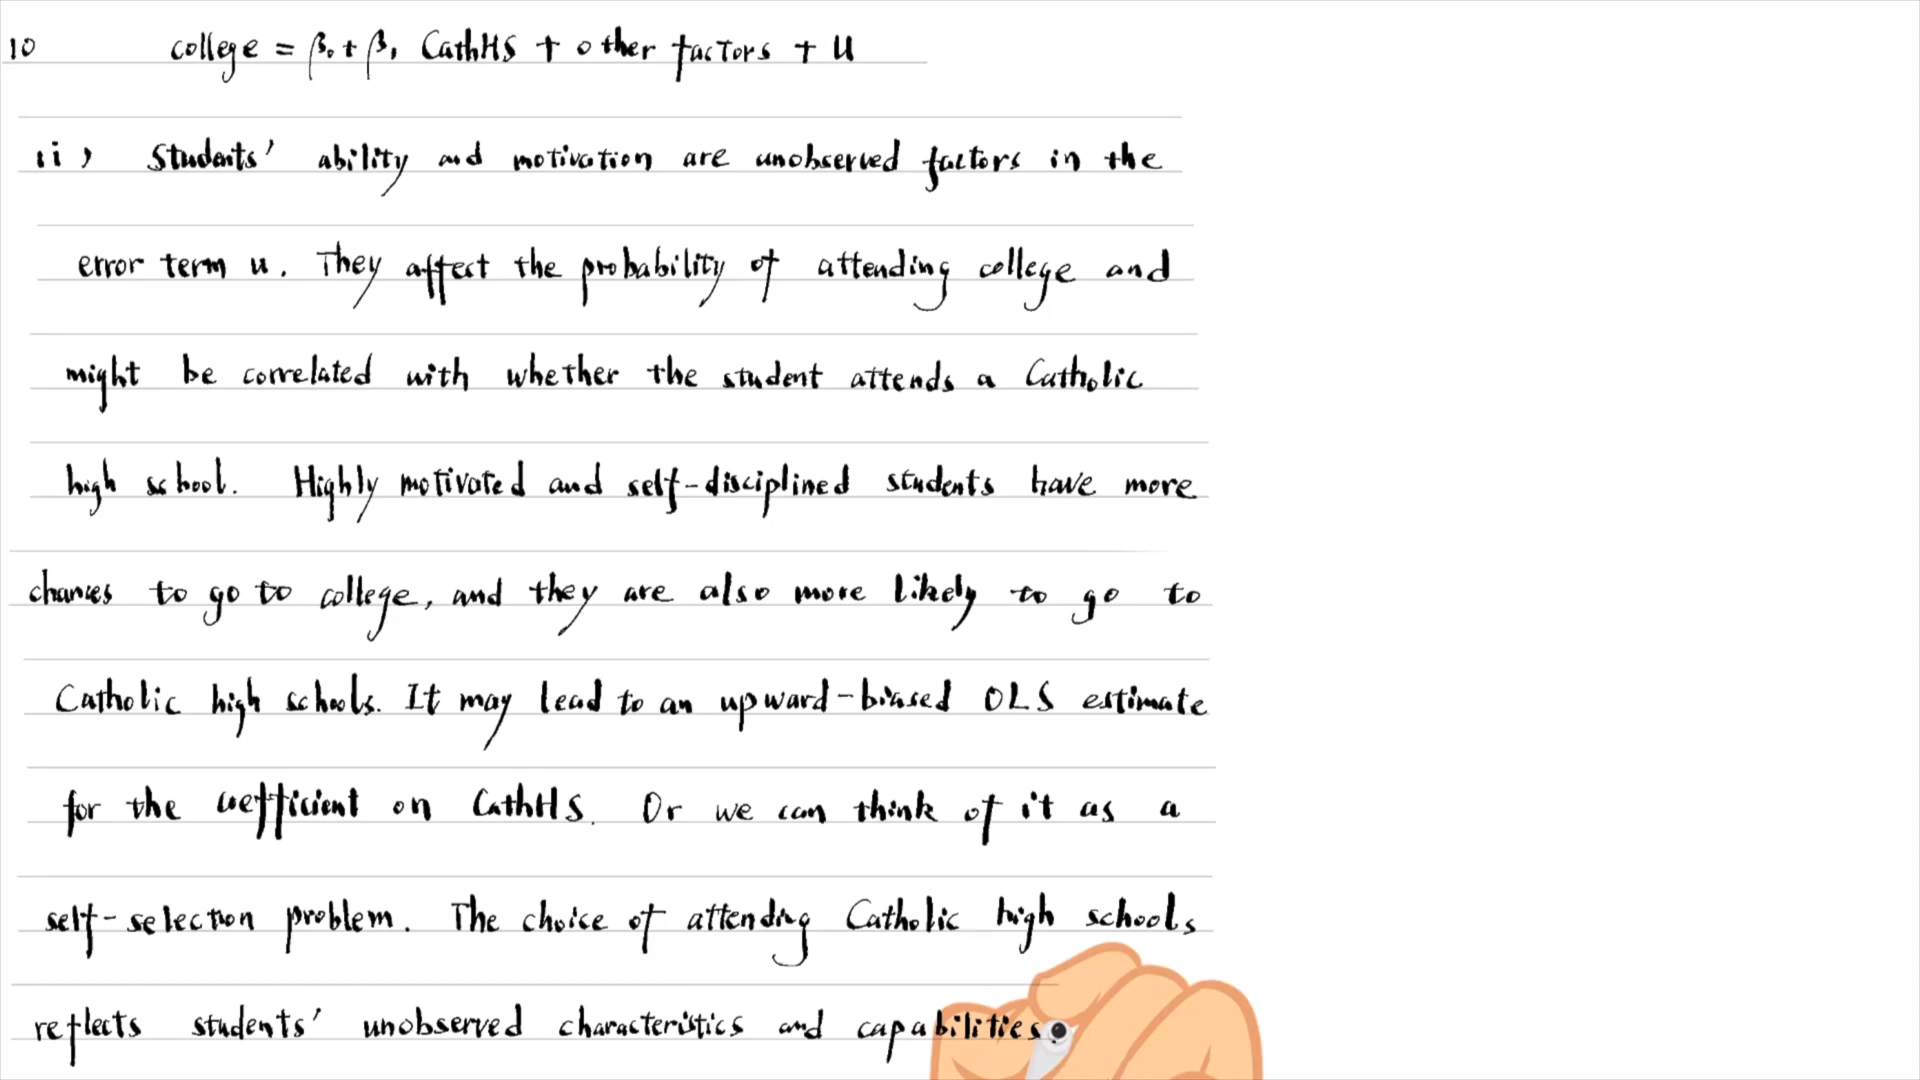 10 college = β₀ + β₁ CathHS + other factors + u
ii) Students' ability and motivation are unobserved factors in the
error term u. They affect the probability of attending college and
might be correlated with whether the student attends a Catholic
high school. Highly motivated and self-disciplined students have more
chances to go to college, and they are also more likely to go to
Catholic high schools. It may lead to an upward-biased OLS estimate
for the coefficient on CathHS. Or we can think of it as a
self-selection problem. The choice of attending Catholic high schools
reflects students' unobserved characteristics and capabilities.